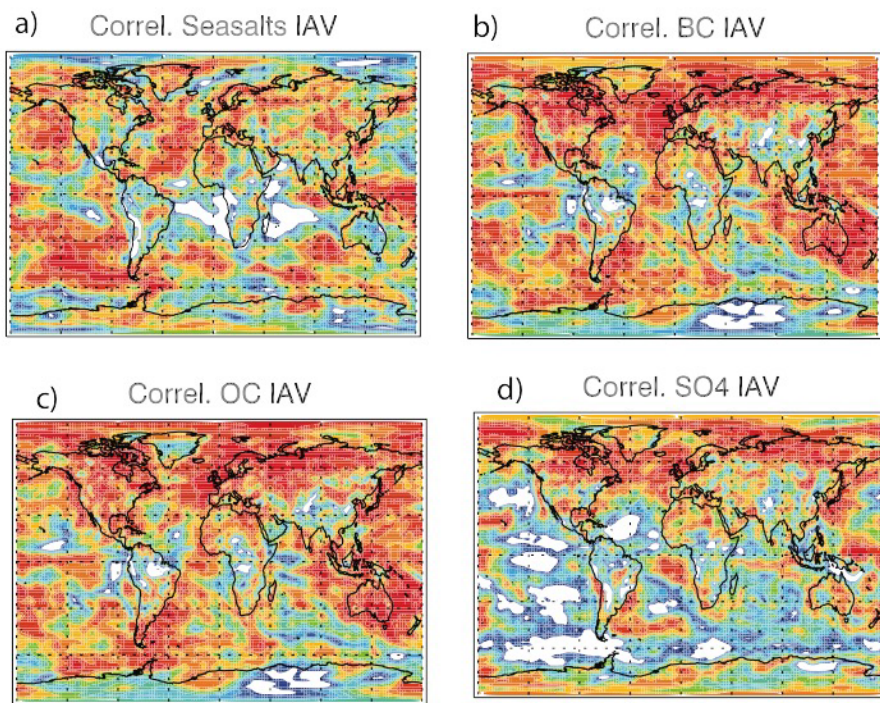 a) Correl. Seasalts IAV
b) Correl. BC IAV
c) Correl. OC IAV
d) Correl. SO4 IAV